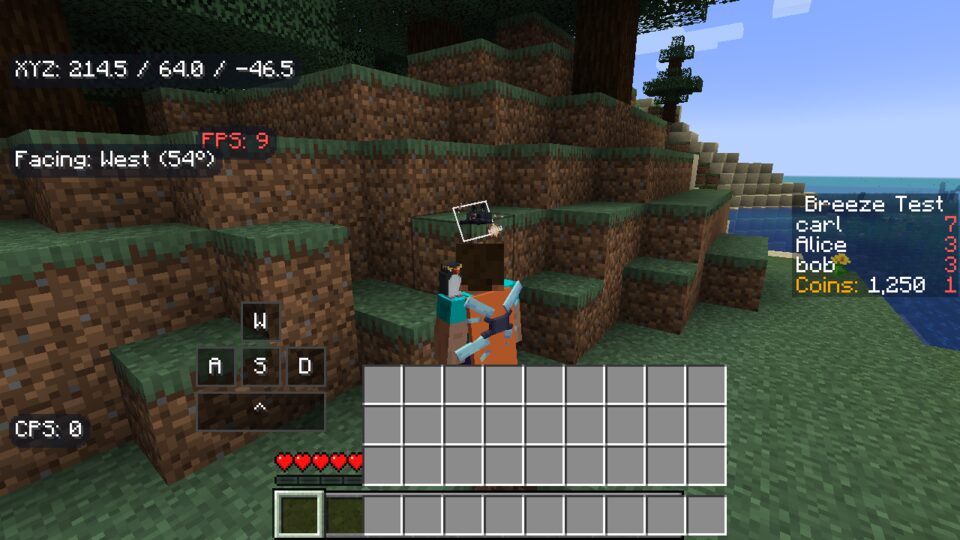 XYZ: 214.5 / 64.0 / -46.5
FPS: 9
Facing: West (54°)
Breeze Test
carl 7
Alice 3
bob 3
Coins: 1,250 1
W
A S D
^
CPS: 0